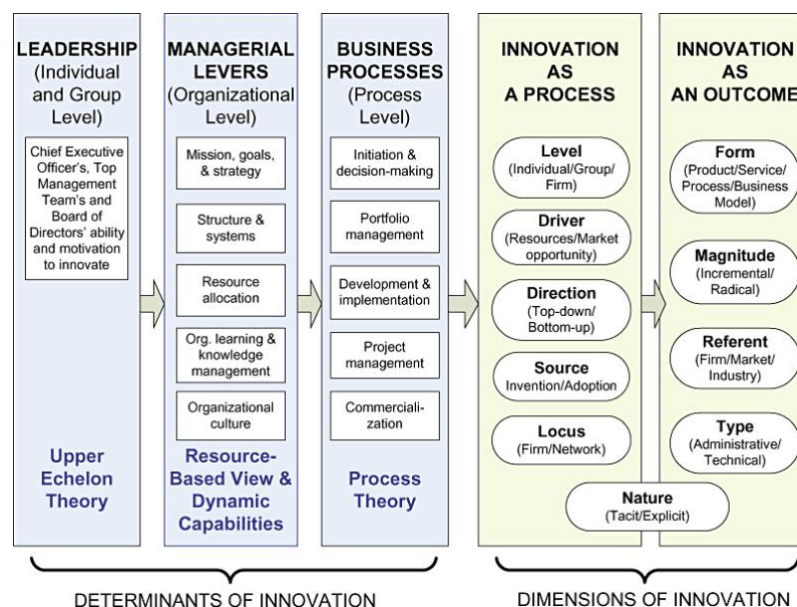 LEADERSHIP
(Individual
and Group
Level)
Chief Executive
Officer's, Top
Management
Team's and
Board of
Directors' ability
and motivation
to innovate
Upper
Echelon
Theory
MANAGERIAL
LEVERS
(Organizational
Level)
Mission, goals,
& strategy
Structure &
systems
Resource
allocation
Org. learning &
knowledge
management
Organizational
culture
Resource-
Based View &
Dynamic
Capabilities
BUSINESS
PROCESSES
(Process
Level)
Initiation &
decision-making
Portfolio
management
Development &
implementation
Project
management
Commerciali-
zation
Process
Theory
INNOVATION
AS
A PROCESS
Level
(Individual/Group/
Firm)
Driver
(Resources/Market
opportunity)
Direction
(Top-down/
Bottom-up)
Source
Invention/Adoption
Locus
(Firm/Network)
INNOVATION
AS
AN OUTCOME
Form
(Product/Service/
Process/Business
Model)
Magnitude
(Incremental/
Radical)
Referent
(Firm/Market/
Industry)
Type
(Administrative/
Technical)
Nature
(Tacit/Explicit)
DETERMINANTS OF INNOVATION
DIMENSIONS OF INNOVATION